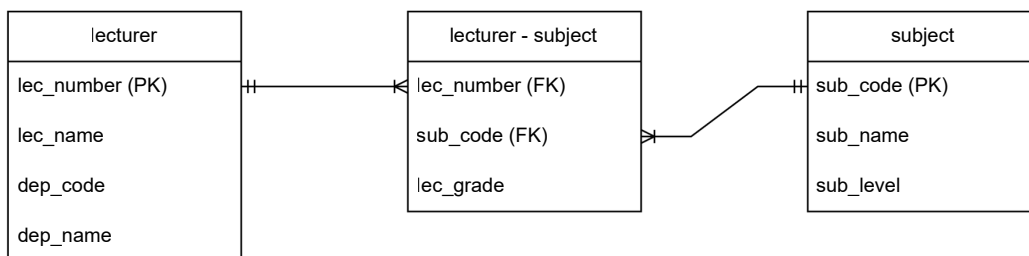 lecturer
lec_number (PK)
lec_name
dep_code
dep_name
lecturer - subject
lec_number (FK)
sub_code (FK)
lec_grade
subject
sub_code (PK)
sub_name
sub_level